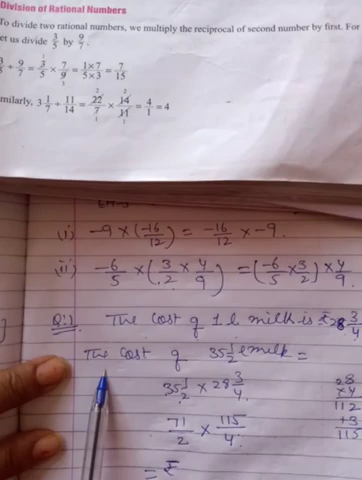 Division of Rational Numbers
To divide two rational numbers, we multiply the reciprocal of second number by first. For
et us divide 3/5 by 9/7.
÷ 9/7 = 3/5 × 7/9 = 1×7/5×3 = 7/15
milarly, 3 1/7 ÷ 11/14 = 22/7 × 14/11 = 4/1 = 4
(i) -9 × (-16/12) = -16/12 × -9.
(ii) -6/5 × (3/2 × 4/9) = (-6/5 × 3/2) × 4/9
Q:1 The cost of 1 l milk is ₹28 3/4
The cost of 35 1/2 l milk =
35 1/2 × 28 3/4
71/2 × 115/4
28
×4
112
+3
115
= ₹